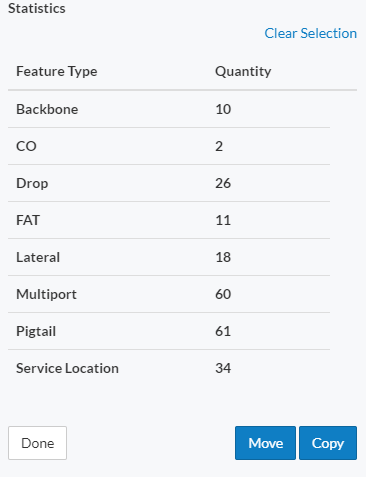 Statistics
Clear Selection
Feature Type Quantity
Backbone 10
CO 2
Drop 26
FAT 11
Lateral 18
Multiport 60
Pigtail 61
Service Location 34
Done Move Copy